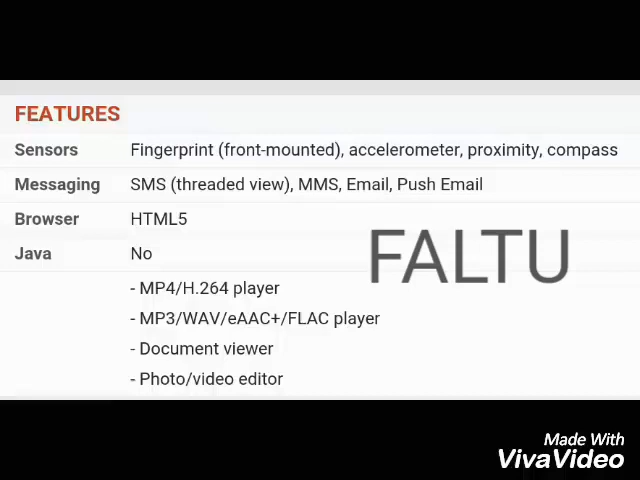 FEATURES
Sensors Fingerprint (front-mounted), accelerometer, proximity, compass
Messaging SMS (threaded view), MMS, Email, Push Email
Browser HTML5
Java No
FALTU
- MP4/H.264 player
- MP3/WAV/eAAC+/FLAC player
- Document viewer
- Photo/video editor
Made With
VivaVideo